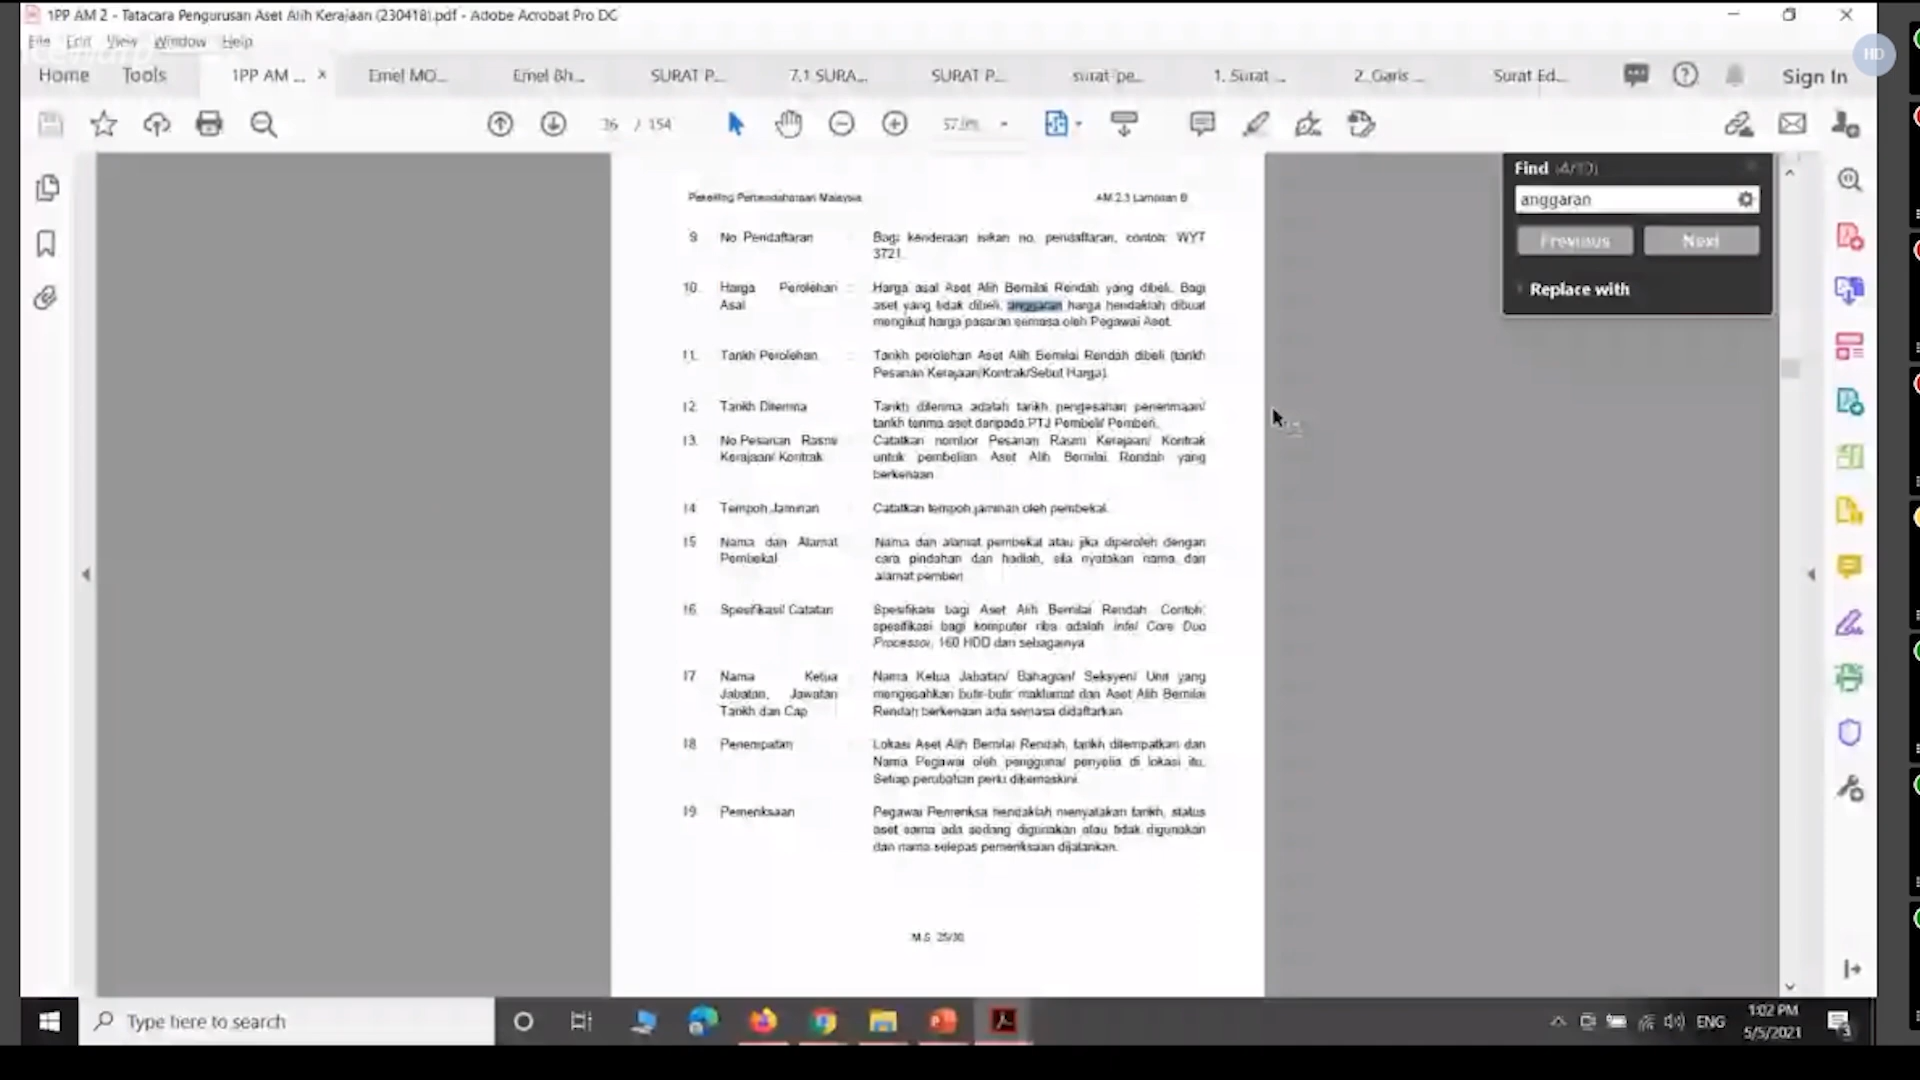 1PP AM 2 - Tatacara Pengurusan Aset Alih Kerajaan (230418).pdf - Adobe Acrobat Pro DC
File Edit View Window Help
Home Tools 1PP AM ... × Emel MO... Emel Bh... SURAT P... 7.1 SURA... SURAT P... surat pe... 1. Surat ... 2. Garis ... Surat Ed... Sign In
HD
36 / 154
Find (4/10)
anggaran
Previous Next
Replace with
Pekeliling Perbendaharaan Malaysia AM 2.3 Lampiran B
9. No Pendaftaran : Bagi kenderaan isikan no. pendaftaran, contoh: WYT
3721.
10. Harga Perolehan : Harga asal Aset Alih Bernilai Rendah yang dibeli. Bagi
Asal aset yang tidak dibeli, anggaran harga hendaklah dibuat
mengikut harga pasaran semasa oleh Pegawai Aset.
11. Tarikh Perolehan : Tarikh perolehan Aset Alih Bernilai Rendah dibeli (tarikh
Pesanan Kerajaan/Kontrak/Sebut Harga).
12. Tarikh Diterima : Tarikh diterima adalah tarikh pengesahan penerimaan/
tarikh terima aset daripada PTJ Pembeli/ Pemberi.
13. No.Pesanan Rasmi Catatkan nombor Pesanan Rasmi Kerajaan/ Kontrak
Kerajaan/ Kontrak untuk pembelian Aset Alih Bernilai Rendah yang
berkenaan.
14. Tempoh Jaminan : Catatkan tempoh jaminan oleh pembekal.
15. Nama dan Alamat Nama dan alamat pembekal atau jika diperoleh dengan
Pembekal cara pindahan dan hadiah, sila nyatakan nama dan
alamat pemberi.
16. Spesifikasi/ Catatan Spesifikasi bagi Aset Alih Bernilai Rendah. Contoh:
spesifikasi bagi komputer riba adalah Intel Core Duo
Processor, 160 HDD dan sebagainya.
17. Nama Ketua Nama Ketua Jabatan/ Bahagian/ Seksyen/ Unit yang
Jabatan, Jawatan mengesahkan butir-butir maklumat dan Aset Alih Bernilai
Tarikh dan Cap Rendah berkenaan ada semasa didaftarkan.
18. Penempatan Lokasi Aset Alih Bernilai Rendah, tarikh ditempatkan dan
Nama Pegawai oleh pengguna/ penyelia di lokasi itu.
Setiap perubahan perlu dikemaskini.
19. Pemeriksaan Pegawai Pemeriksa hendaklah menyatakan tarikh, status
aset sama ada sedang digunakan atau tidak digunakan
dan nama selepas pemeriksaan dijalankan.
M.S. 25/30
Type here to search
ENG
1:02 PM
5/5/2021
3